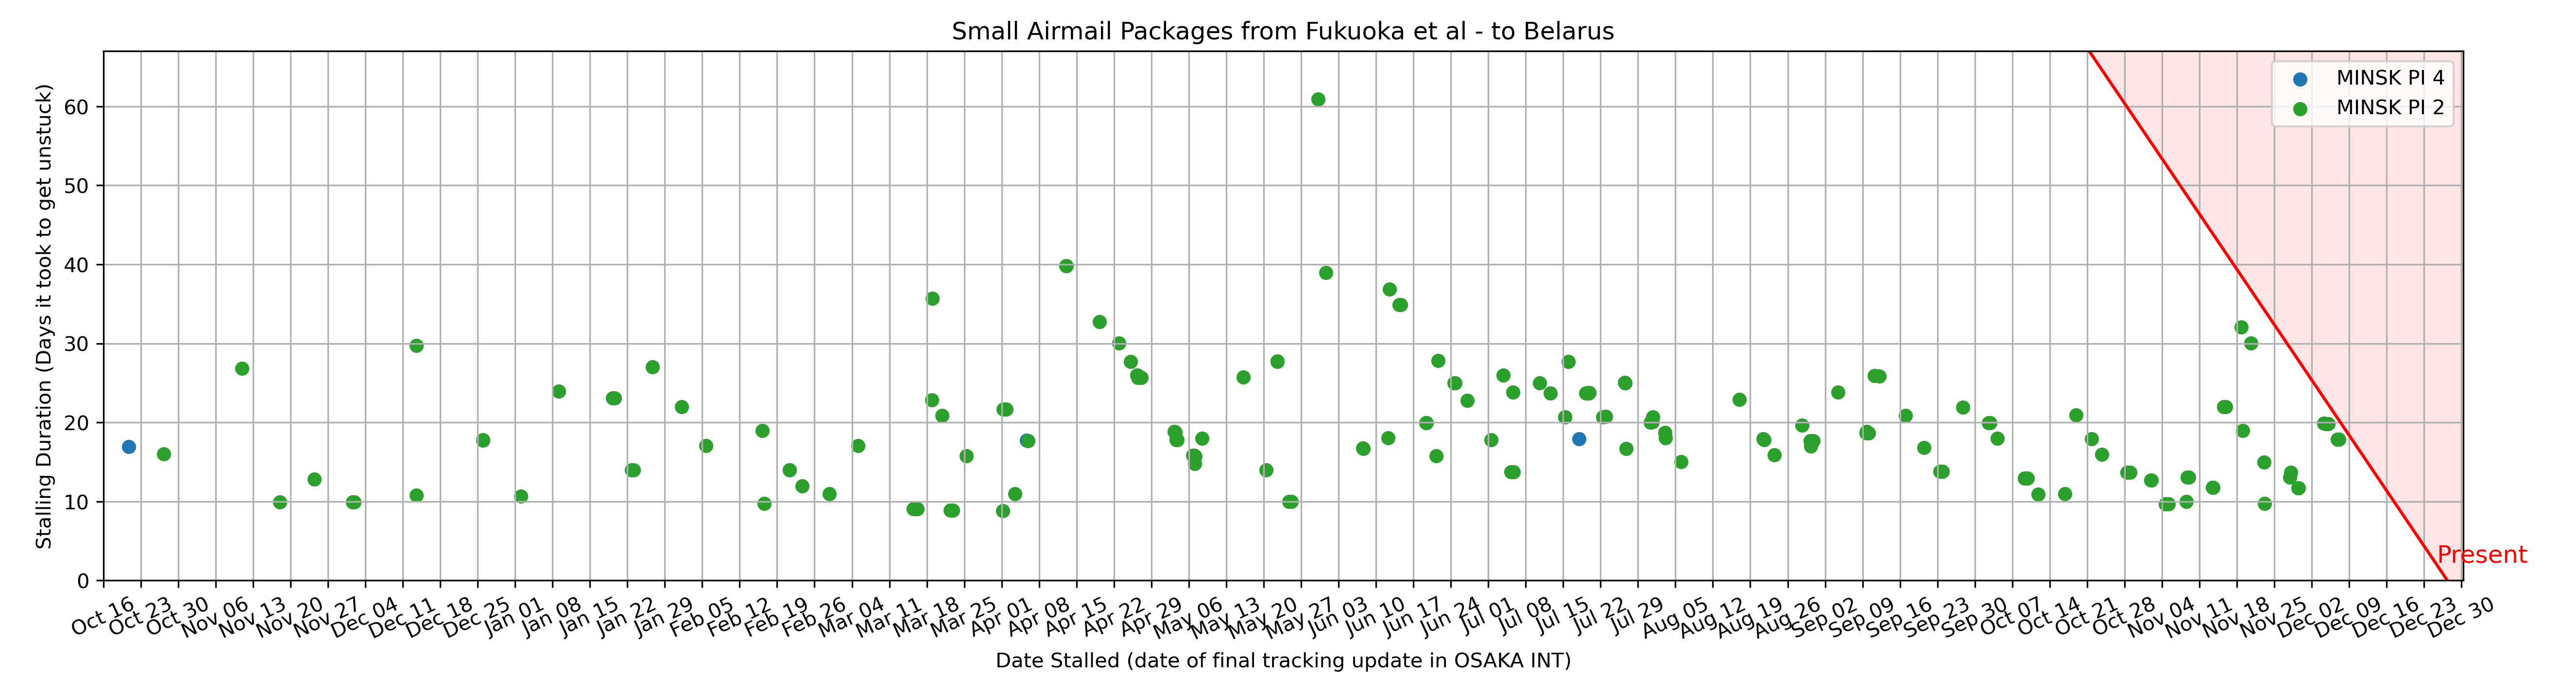 Small Airmail Packages from Fukuoka et al - to Belarus
MINSK PI 4
MINSK PI 2
Stalling Duration (Days it took to get unstuck)
60
50
40
30
20
10
0
Present
Oct 16
Oct 23
Oct 30
Nov 06
Nov 13
Nov 20
Nov 27
Dec 04
Dec 11
Dec 18
Dec 25
Jan 01
Jan 08
Jan 15
Jan 22
Jan 29
Feb 05
Feb 12
Feb 19
Feb 26
Mar 04
Mar 11
Mar 18
Mar 25
Apr 01
Apr 08
Apr 15
Apr 22
Apr 29
May 06
May 13
May 20
May 27
Jun 03
Jun 10
Jun 17
Jun 24
Jul 01
Jul 08
Jul 15
Jul 22
Jul 29
Aug 05
Aug 12
Aug 19
Aug 26
Sep 02
Sep 09
Sep 16
Sep 23
Sep 30
Oct 07
Oct 14
Oct 21
Oct 28
Nov 04
Nov 11
Nov 18
Nov 25
Dec 02
Dec 09
Dec 16
Dec 23
Dec 30
Date Stalled (date of final tracking update in OSAKA INT)